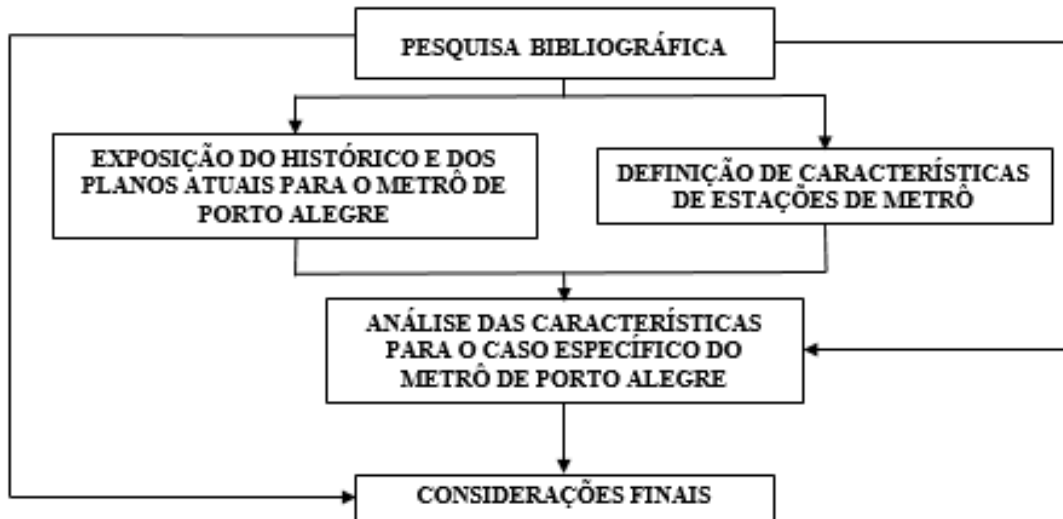 PESQUISA BIBLIOGRÁFICA
EXPOSIÇÃO DO HISTÓRICO E DOS
PLANOS ATUAIS PARA O METRÔ DE
PORTO ALEGRE
DEFINIÇÃO DE CARACTERÍSTICAS
DE ESTAÇÕES DE METRÔ
ANÁLISE DAS CARACTERÍSTICAS
PARA O CASO ESPECÍFICO DO
METRÔ DE PORTO ALEGRE
CONSIDERAÇÕES FINAIS